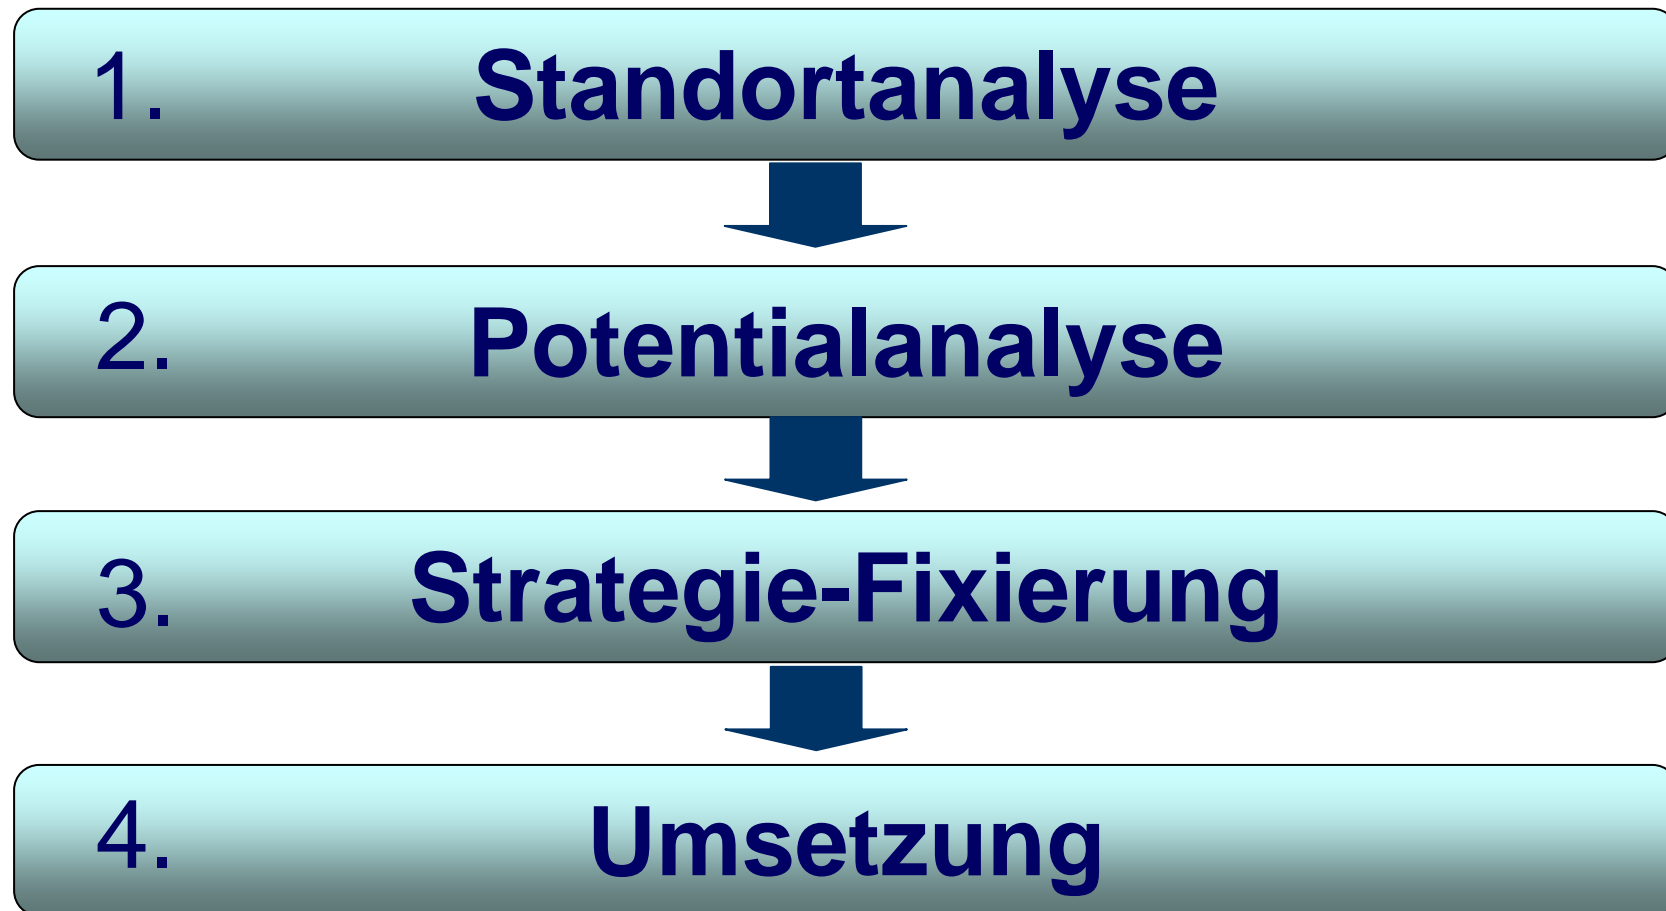 1. Standortanalyse
2. Potentialanalyse
3. Strategie-Fixierung
4. Umsetzung